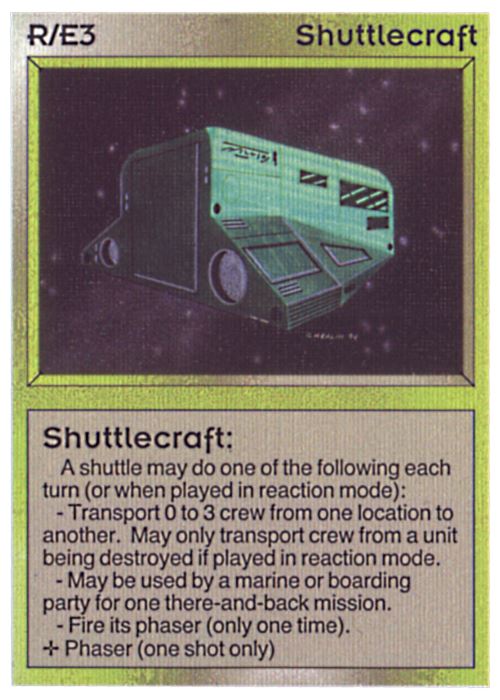 R/E3 Shuttlecraft
Shuttlecraft:
A shuttle may do one of the following each
turn (or when played in reaction mode):
- Transport 0 to 3 crew from one location to
another. May only transport crew from a unit
being destroyed if played in reaction mode.
- May be used by a marine or boarding
party for one there-and-back mission.
- Fire its phaser (only one time).
✛ Phaser (one shot only)